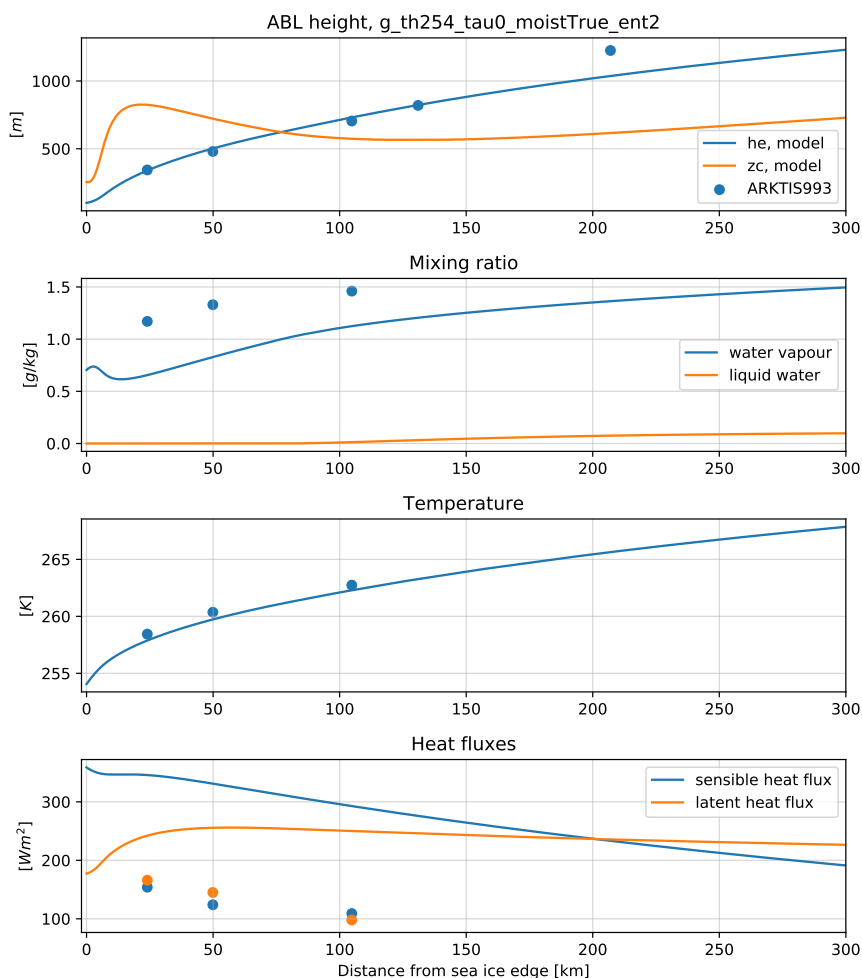 ABL height, g_th254_tau0_moistTrue_ent2
[m]
1000
500
he, model
zc, model
ARKTIS993
0 50 100 150 200 250 300
Mixing ratio
[g/kg]
1.5
1.0
0.5
0.0
water vapour
liquid water
0 50 100 150 200 250 300
Temperature
[K]
265
260
255
0 50 100 150 200 250 300
Heat fluxes
[Wm²]
300
200
100
sensible heat flux
latent heat flux
0 50 100 150 200 250 300
Distance from sea ice edge [km]